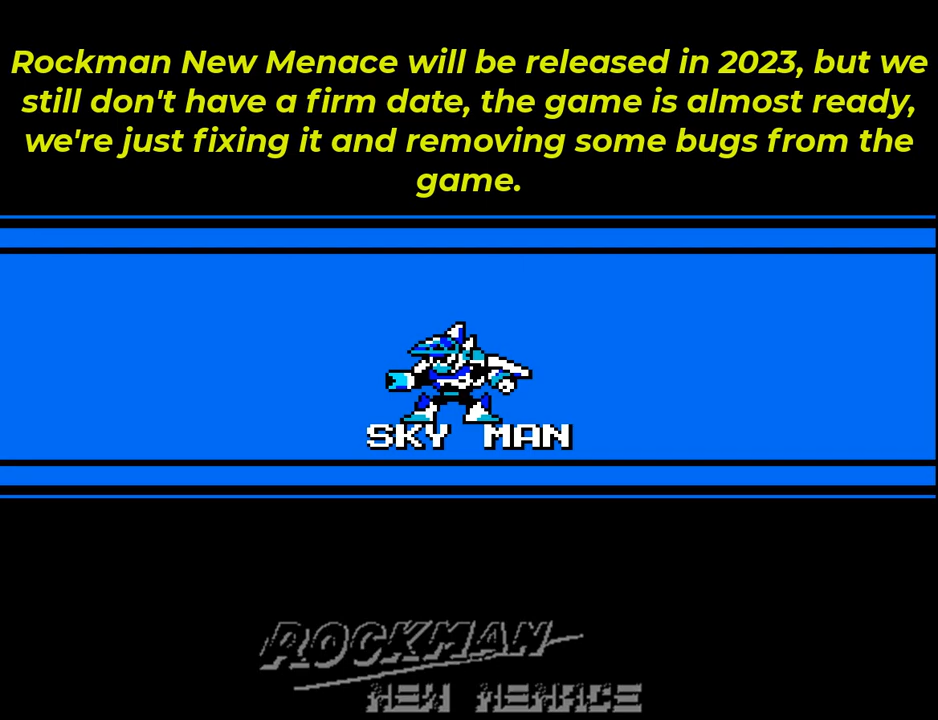 Rockman New Menace will be released in 2023, but we
still don't have a firm date, the game is almost ready,
we're just fixing it and removing some bugs from the
game.
SKY MAN
ROCKMAN
NEW MENACE